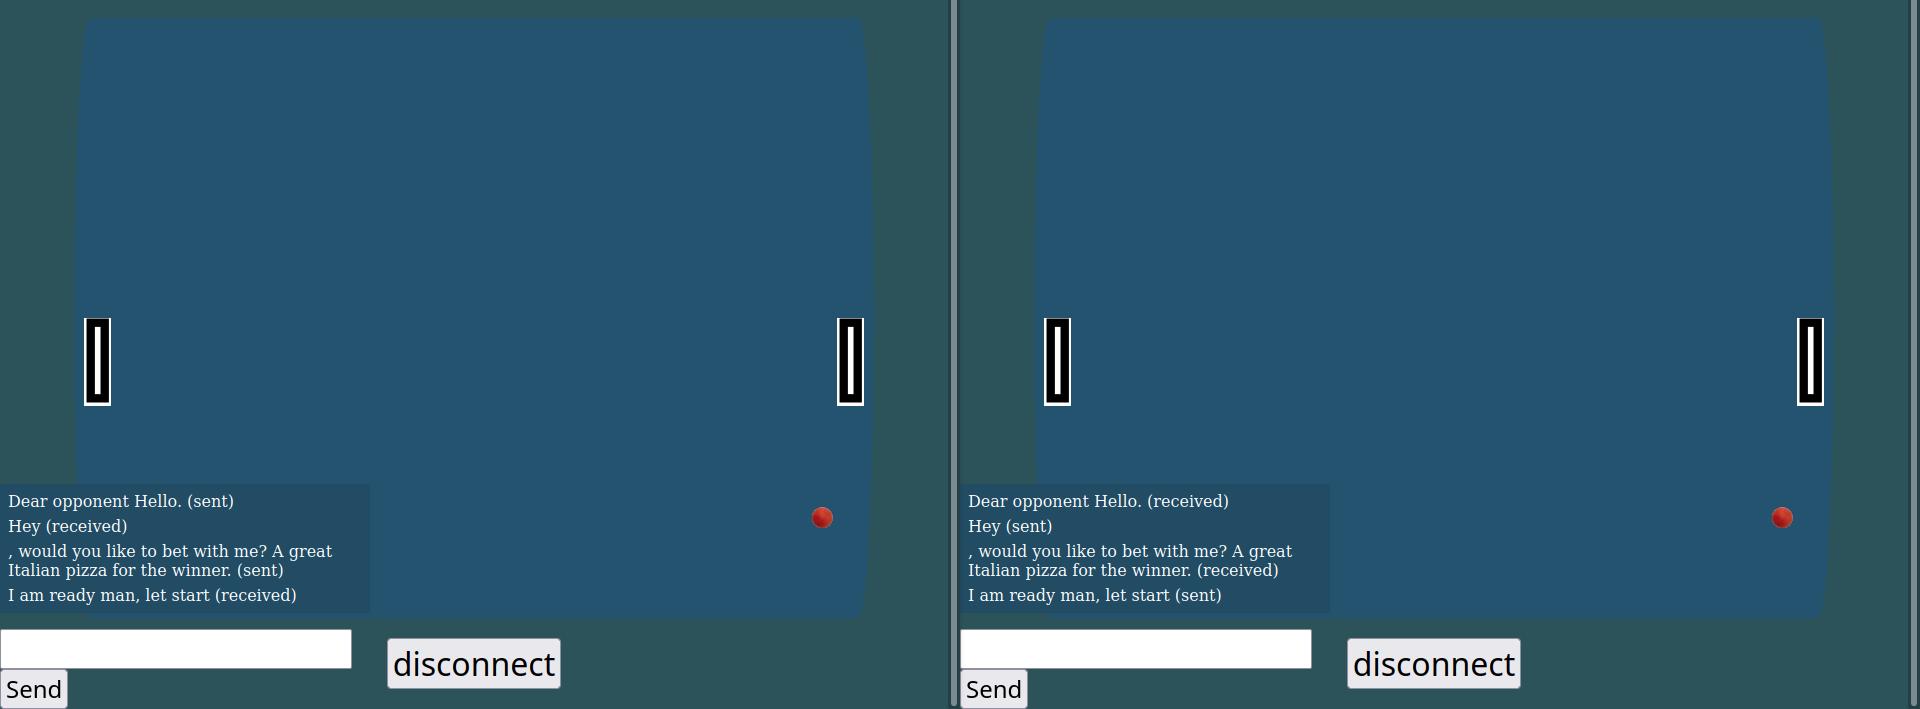 Dear opponent Hello. (sent)
Hey (received)
, would you like to bet with me? A great
Italian pizza for the winner. (sent)
I am ready man, let start (received)
disconnect
Send
Dear opponent Hello. (received)
Hey (sent)
, would you like to bet with me? A great
Italian pizza for the winner. (received)
I am ready man, let start (sent)
disconnect
Send